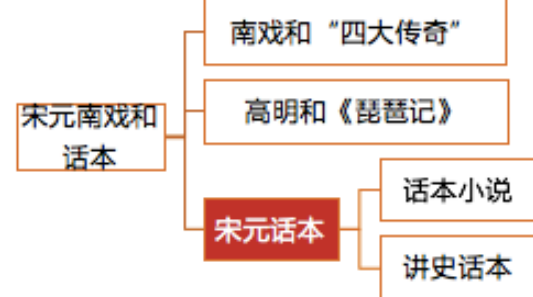 南戏和“四大传奇”
高明和《琵琶记》
宋元南戏和
话本
宋元话本
话本小说
讲史话本